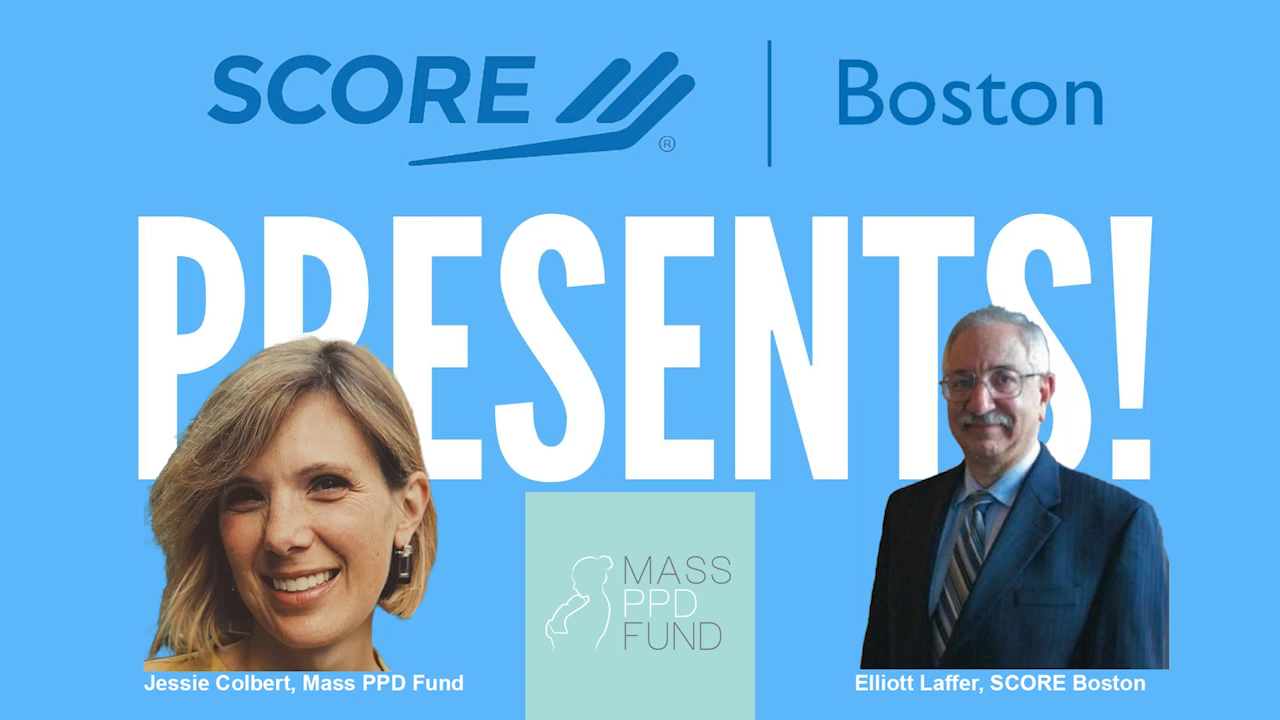 SCORE ® | Boston
PRESENTS!
MASS
PPD
FUND
Jessie Colbert, Mass PPD Fund
Elliott Laffer, SCORE Boston